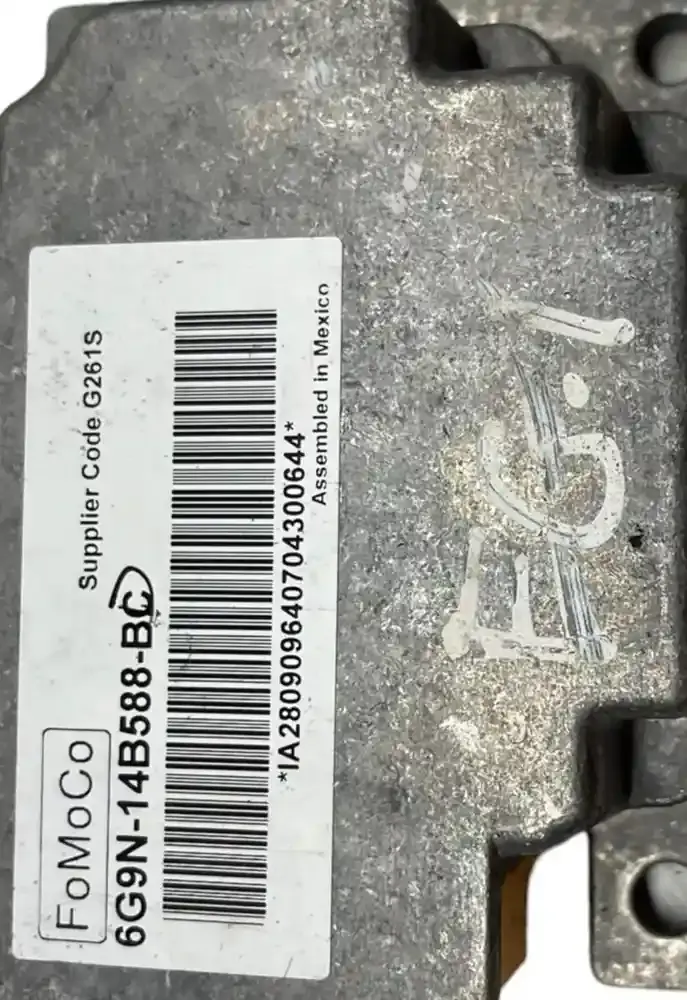 Supplier Code G261S
FoMoCo
6G9N-14B588-BC
*IA280909640704300644*
Assembled in Mexico